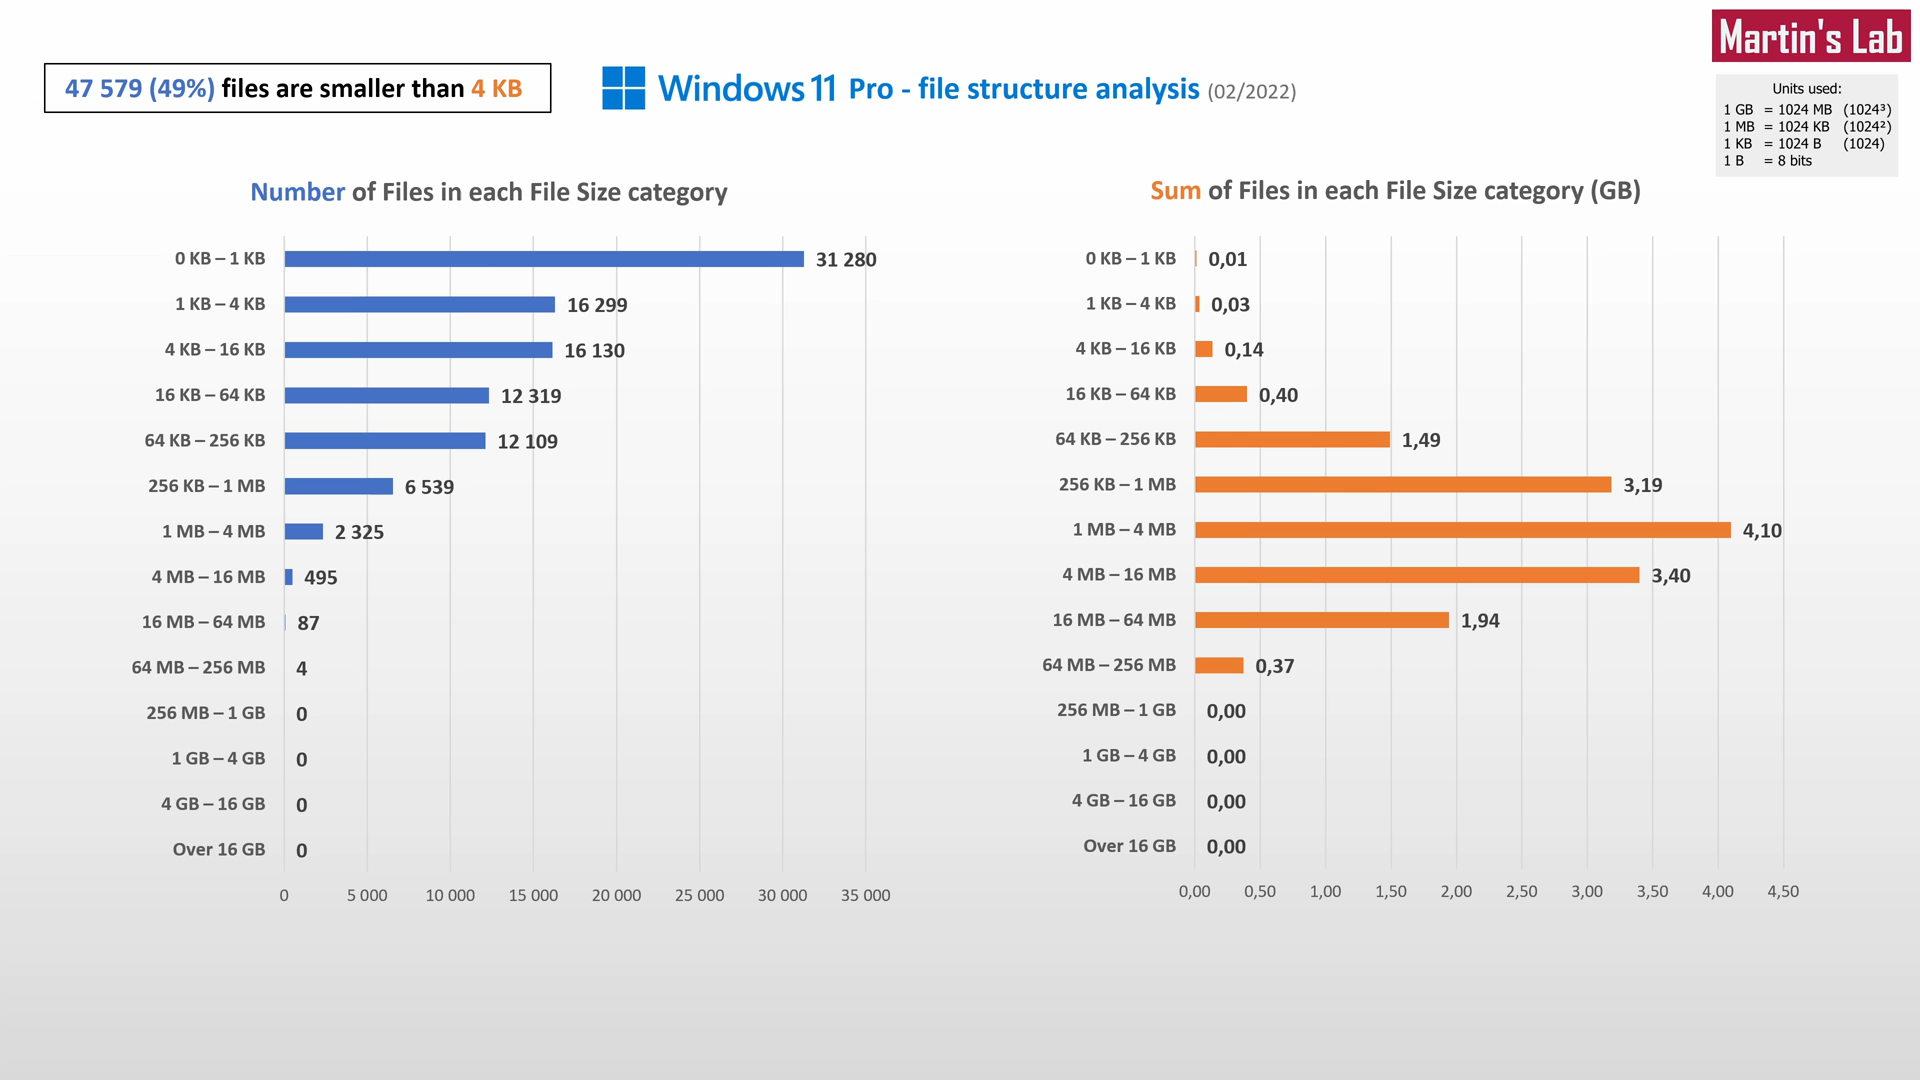 Martin's Lab
47 579 (49%) files are smaller than 4 KB
Windows 11 Pro - file structure analysis (02/2022)
Units used:
1 GB = 1024 MB (1024³)
1 MB = 1024 KB (1024²)
1 KB = 1024 B (1024)
1 B = 8 bits
Number of Files in each File Size category
0 KB – 1 KB 31 280
1 KB – 4 KB 16 299
4 KB – 16 KB 16 130
16 KB – 64 KB 12 319
64 KB – 256 KB 12 109
256 KB – 1 MB 6 539
1 MB – 4 MB 2 325
4 MB – 16 MB 495
16 MB – 64 MB 87
64 MB – 256 MB 4
256 MB – 1 GB 0
1 GB – 4 GB 0
4 GB – 16 GB 0
Over 16 GB 0
0 5 000 10 000 15 000 20 000 25 000 30 000 35 000
Sum of Files in each File Size category (GB)
0 KB – 1 KB 0,01
1 KB – 4 KB 0,03
4 KB – 16 KB 0,14
16 KB – 64 KB 0,40
64 KB – 256 KB 1,49
256 KB – 1 MB 3,19
1 MB – 4 MB 4,10
4 MB – 16 MB 3,40
16 MB – 64 MB 1,94
64 MB – 256 MB 0,37
256 MB – 1 GB 0,00
1 GB – 4 GB 0,00
4 GB – 16 GB 0,00
Over 16 GB 0,00
0,00 0,50 1,00 1,50 2,00 2,50 3,00 3,50 4,00 4,50